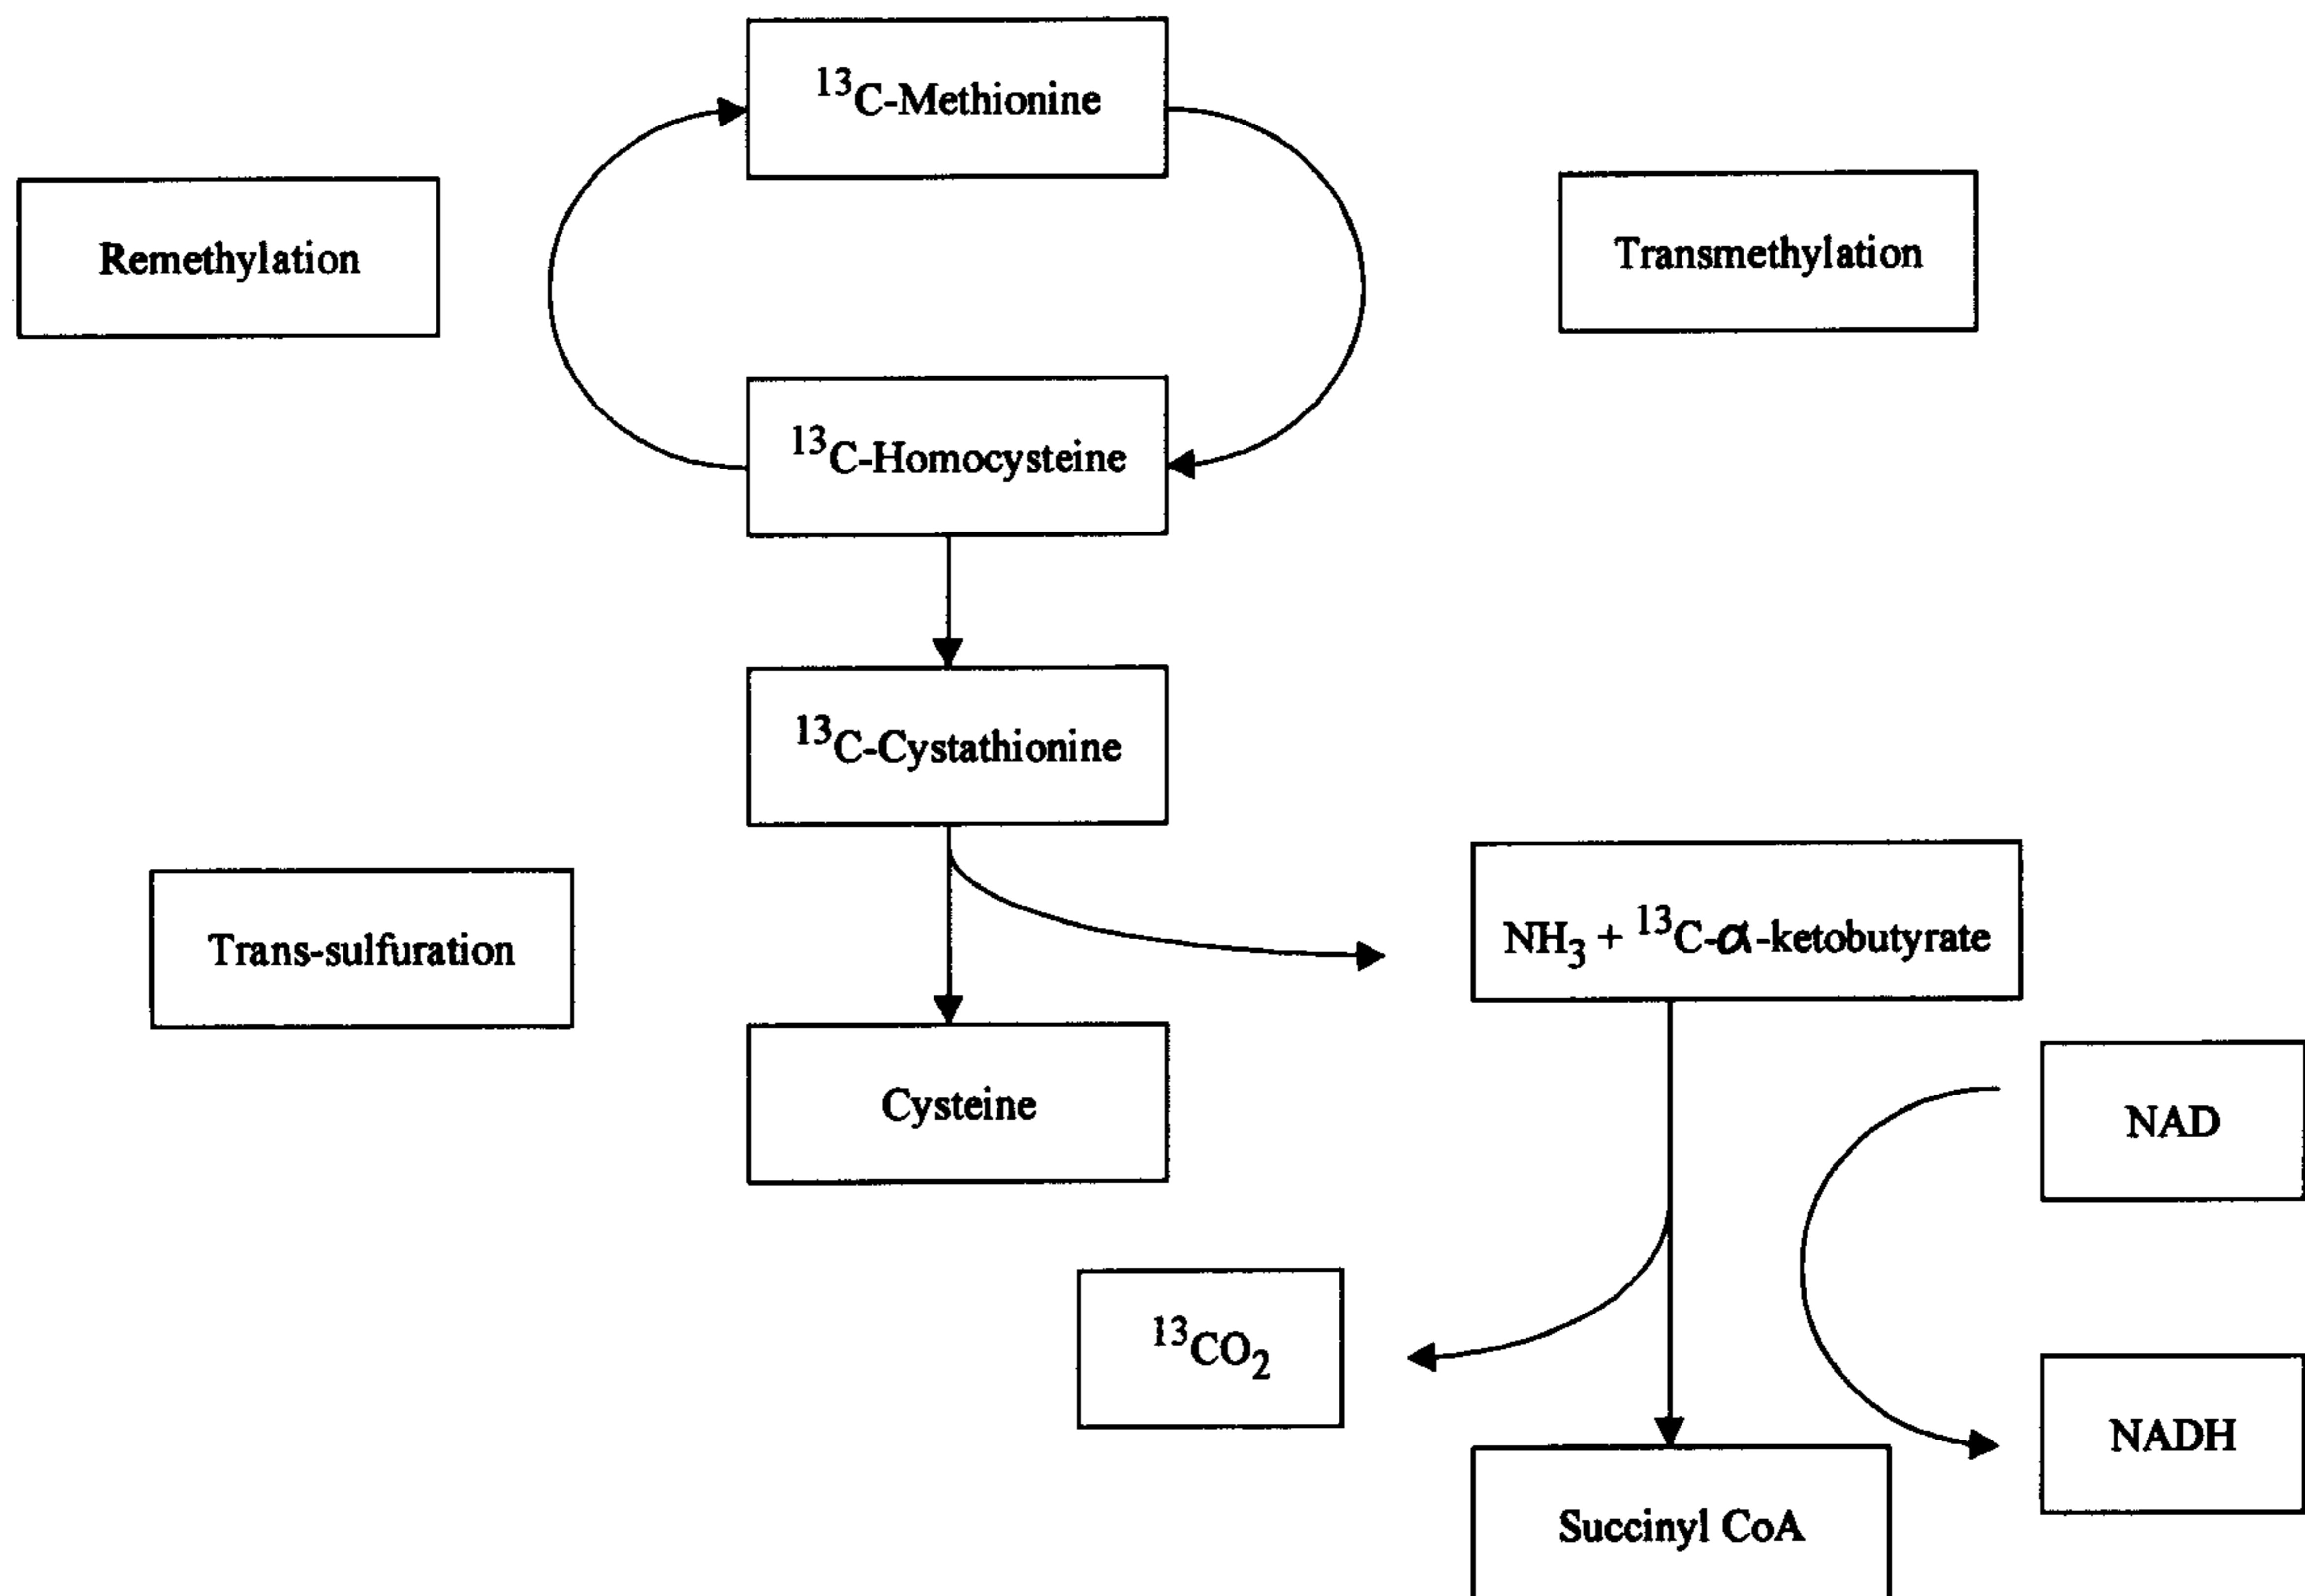 ¹³C-Methionine
Remethylation
Transmethylation
¹³C-Homocysteine
¹³C-Cystathionine
Trans-sulfuration
NH₃ + ¹³C-α-ketobutyrate
Cysteine
NAD
¹³CO₂
NADH
Succinyl CoA